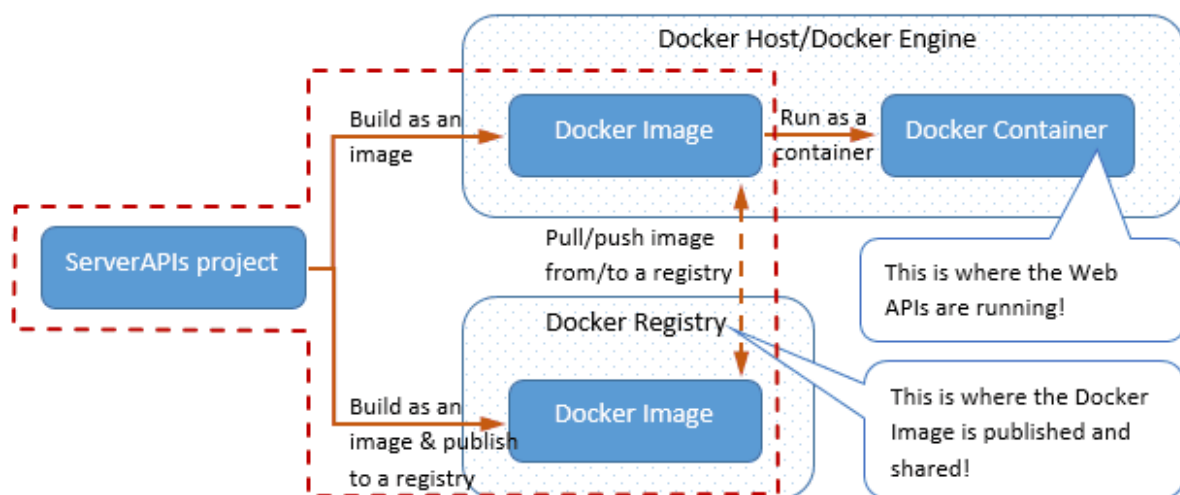 Docker Host/Docker Engine
Build as an
image
Docker Image
Run as a
container
Docker Container
ServerAPIs project
Pull/push image
from/to a registry
This is where the Web
APIs are running!
Docker Registry
Build as an
image & publish
to a registry
Docker Image
This is where the Docker
Image is published and
shared!